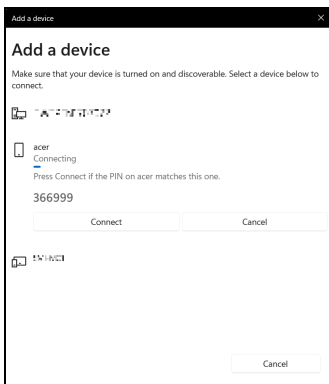 Add a device
Add a device
Make sure that your device is turned on and discoverable. Select a device below to
connect.
acer
Connecting
Press Connect if the PIN on acer matches this one.
366999
Connect
Cancel
Cancel